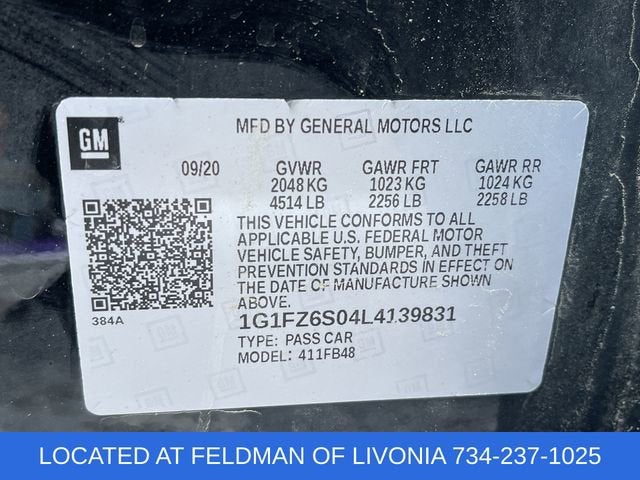 GM
MFD BY GENERAL MOTORS LLC
09/20 GVWR GAWR FRT GAWR RR
2048 KG 1023 KG 1024 KG
4514 LB 2256 LB 2258 LB
THIS VEHICLE CONFORMS TO ALL
APPLICABLE U.S. FEDERAL MOTOR
VEHICLE SAFETY, BUMPER, AND THEFT
PREVENTION STANDARDS IN EFFECT ON
THE DATE OF MANUFACTURE SHOWN
ABOVE.
384A
1G1FZ6S04L4139831
TYPE: PASS CAR
MODEL: 411FB48
LOCATED AT FELDMAN OF LIVONIA 734-237-1025